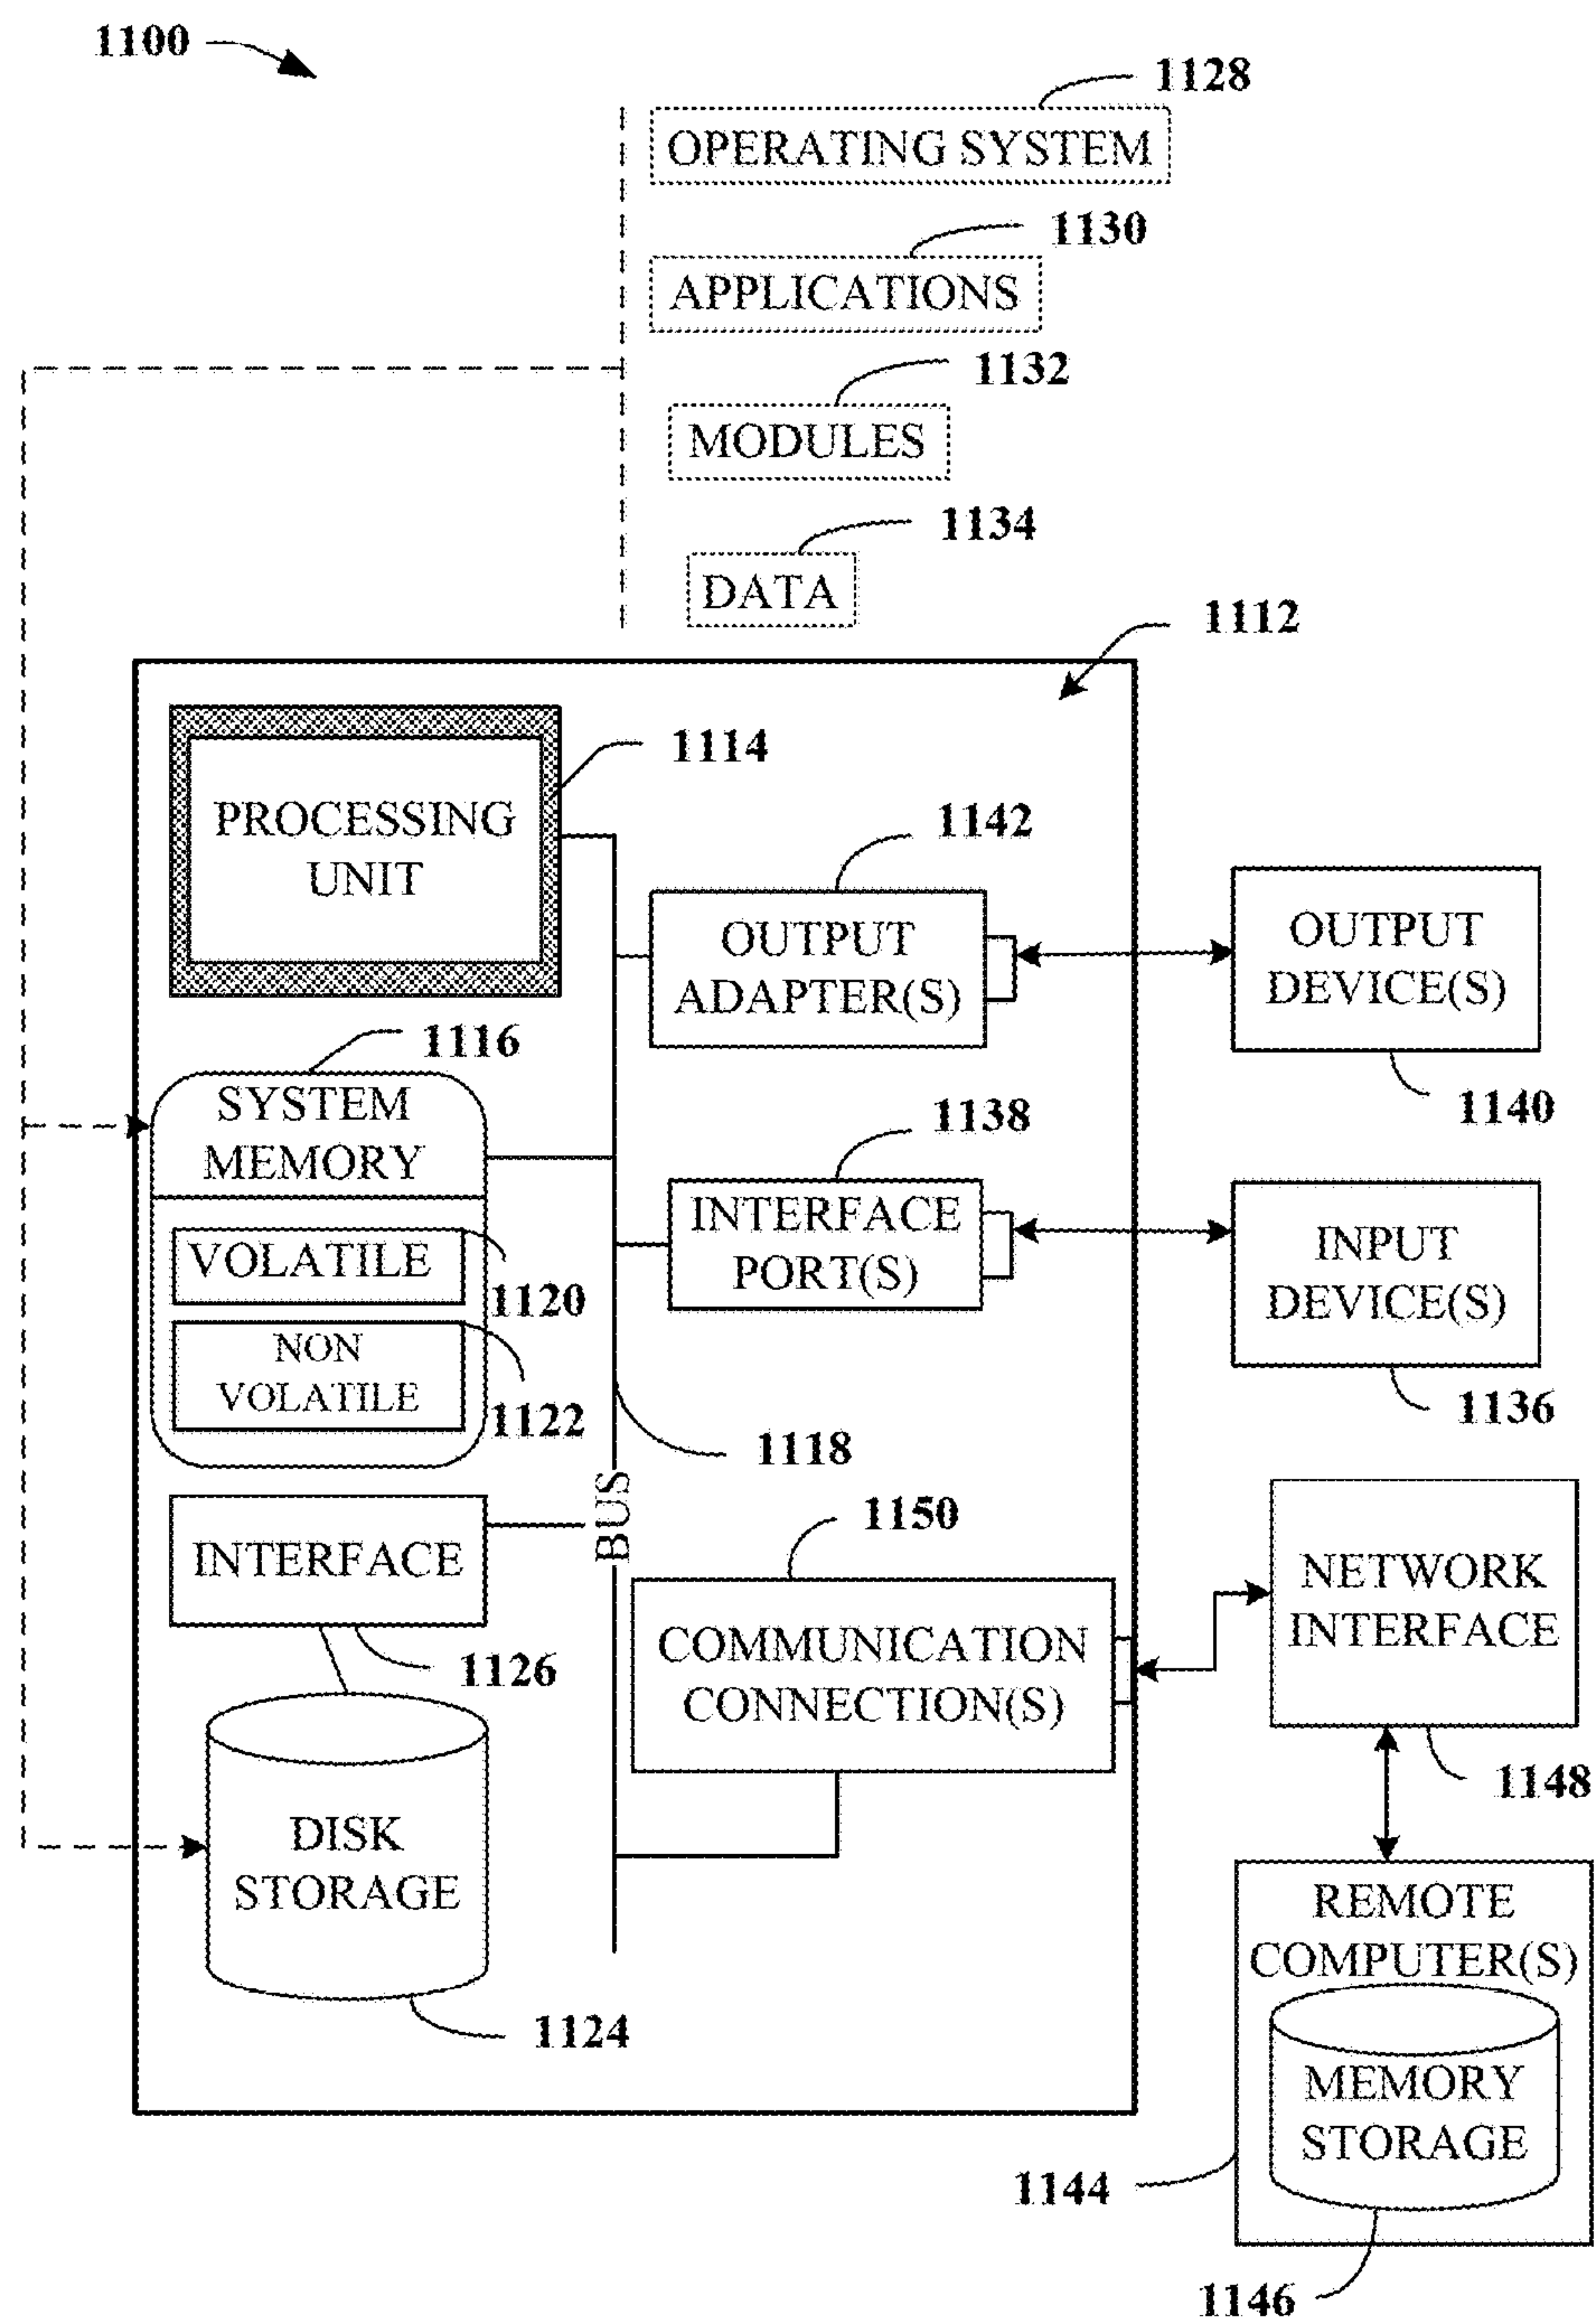 1100
1128
OPERATING SYSTEM
1130
APPLICATIONS
1132
MODULES
1134
DATA
1112
1114
PROCESSING
UNIT
1142
OUTPUT
ADAPTER(S)
OUTPUT
DEVICE(S)
1140
1116
SYSTEM
MEMORY
VOLATILE
1120
NON
VOLATILE
1122
1138
INTERFACE
PORT(S)
INPUT
DEVICE(S)
1136
1118
BUS
INTERFACE
1126
1150
COMMUNICATION
CONNECTION(S)
NETWORK
INTERFACE
1148
DISK
STORAGE
1124
REMOTE
COMPUTER(S)
MEMORY
STORAGE
1144
1146